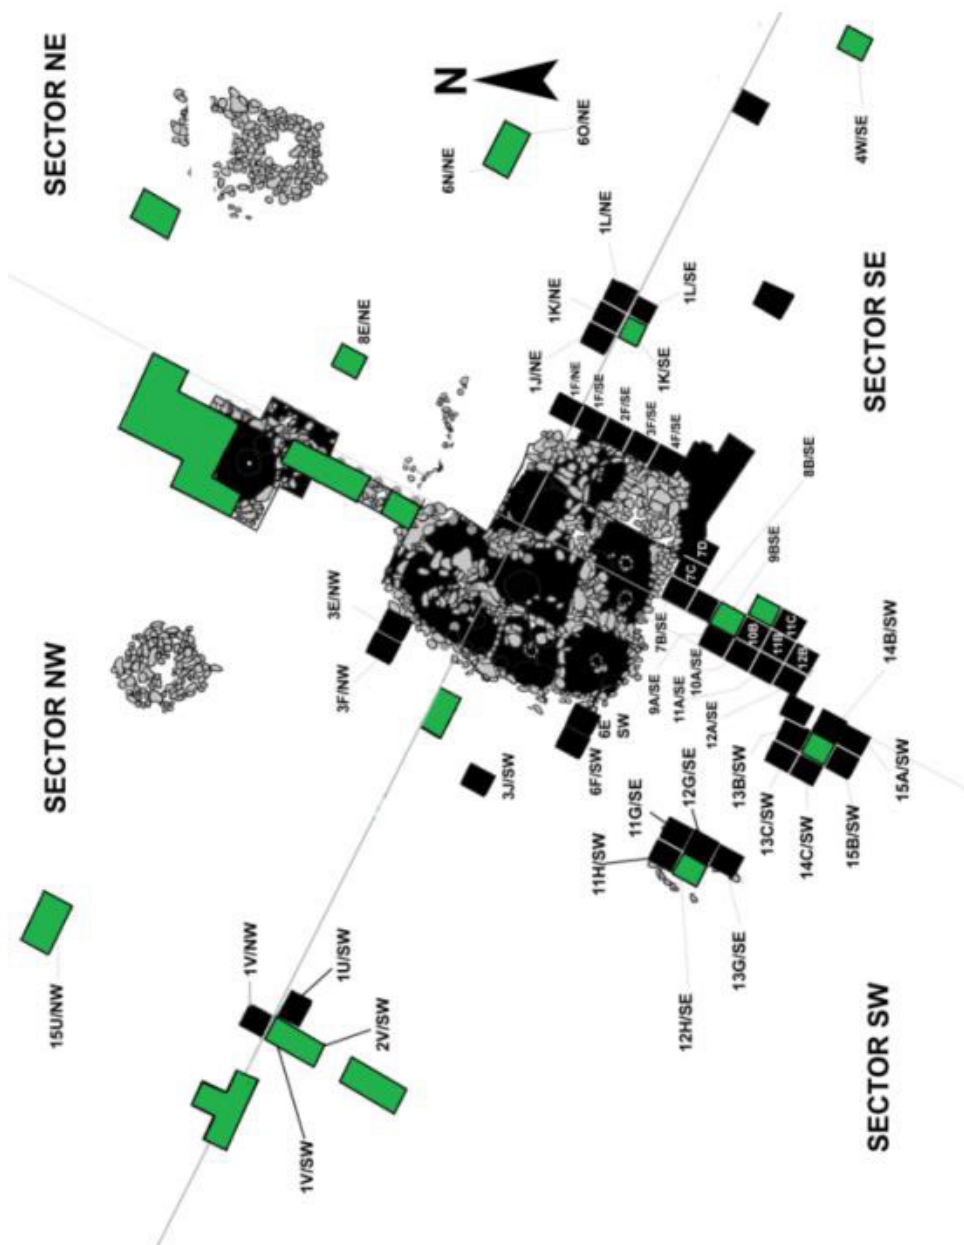 SECTOR NW
SECTOR NE
N
15U/NW
3F/NW
3E/NW
8E/NE
6N/NE
6O/NE
1V/NW
1U/SW
2V/SW
1V/SW
3J/SW
6F/SW
6E
SW
1J/NE
1K/NE
1L/NE
1F/NE
1F/SE
2F/SE
3F/SE
4F/SE
1K/SE
1L/SE
4W/SE
7B/SE
9A/SE
10A/SE
11A/SE
12A/SE
7C
7D
10B
11B
12B
11C
8B/SE
9BSE
11H/SW
11G/SE
12G/SE
12H/SE
13G/SE
13B/SW
13C/SW
14C/SW
15B/SW
15A/SW
14B/SW
SECTOR SW
SECTOR SE